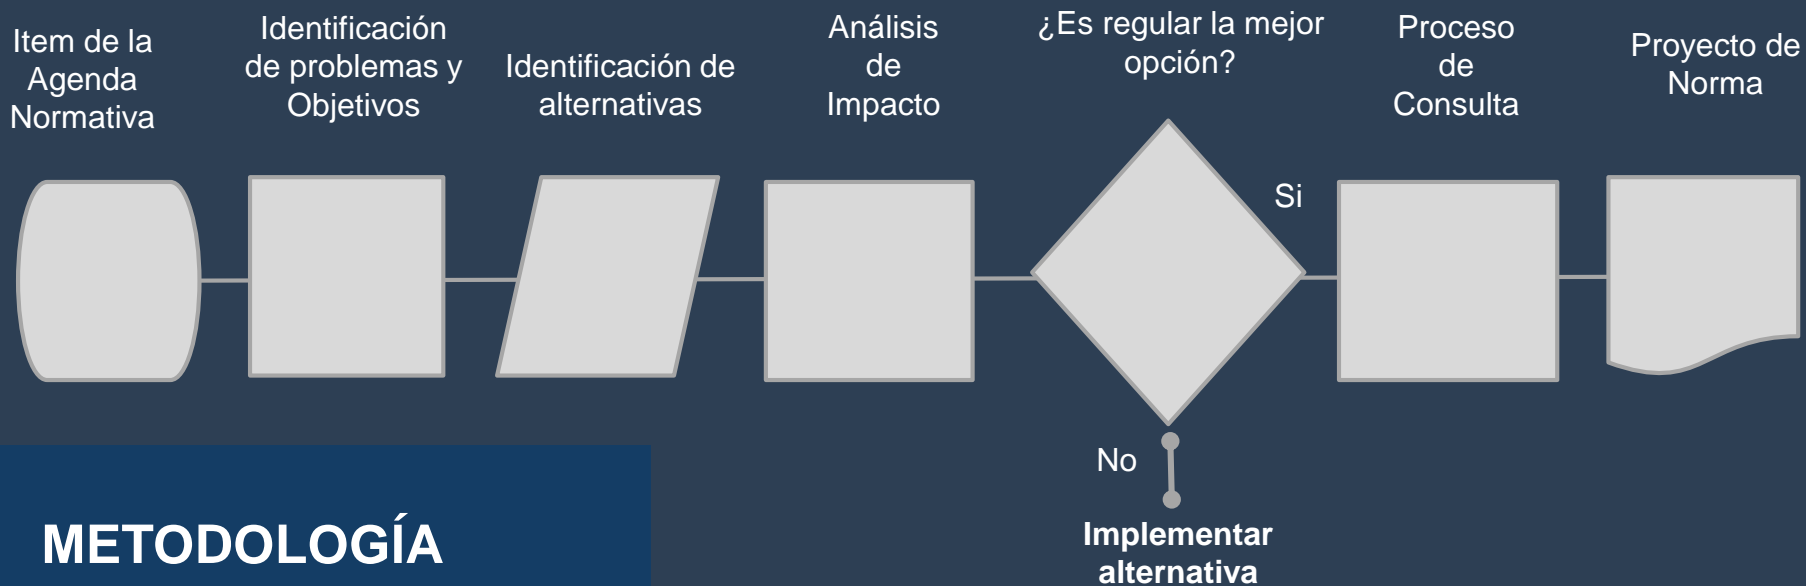 Item de la
Agenda
Normativa
Identificación
de problemas y
Objetivos
Identificación de
alternativas
Análisis
de
Impacto
¿Es regular la mejor
opción?
Si
Proceso
de
Consulta
Proyecto de
Norma
No
Implementar
alternativa
METODOLOGÍA